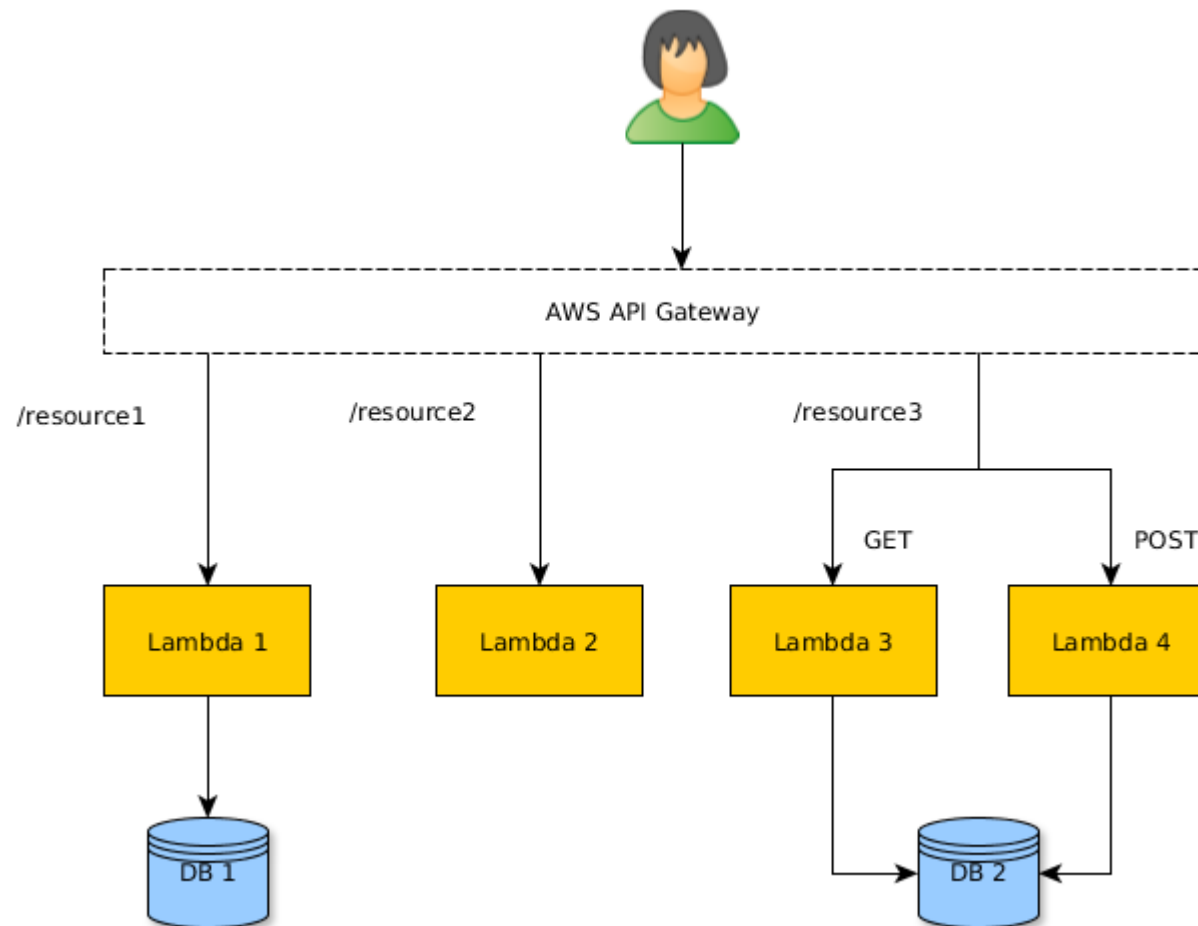 AWS API Gateway
/resource1
/resource2
/resource3
GET
POST
Lambda 1
Lambda 2
Lambda 3
Lambda 4
DB 1
DB 2